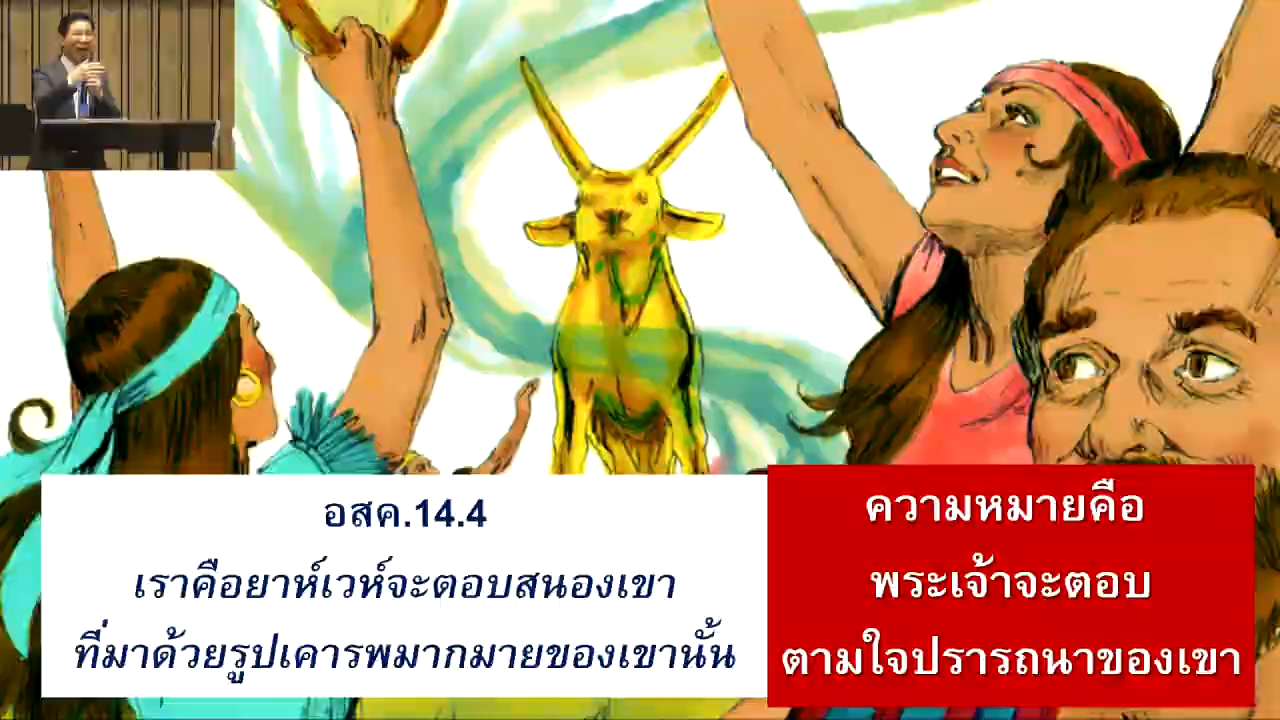 อสค.14.4
เราคือยาห์เวห์จะตอบสนองเขา
ที่มาด้วยรูปเคารพมากมายของเขานั้น
ความหมายคือ
พระเจ้าจะตอบ
ตามใจปรารถนาของเขา